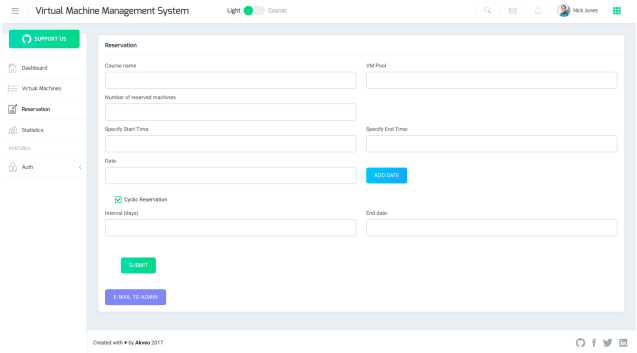 Virtual Machine Management System
Light Cosmic
Nick Jones
SUPPORT US
Dashboard
Virtual Machines
Reservation
Statistics
FEATURES
Auth
Reservation
Course name
VM Pool
Number of reserved machines
Specify Start Time:
Specify End Time:
Date:
ADD DATE
Cyclic Reservation
Interval (days)
End date:
SUBMIT
E-MAIL TO ADMIN
Created with ♥ by Akveo 2017